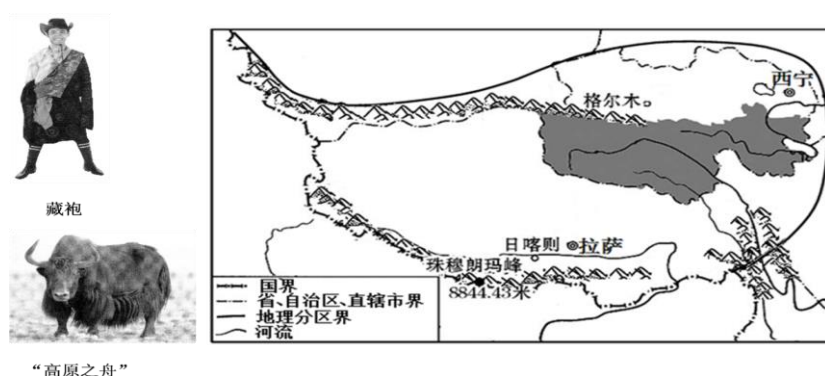 藏袍
“高原之舟”
西宁
格尔木
日喀则
拉萨
珠穆朗玛峰
8844.43米
国界
省、自治区、直辖市界
地理分区界
河流